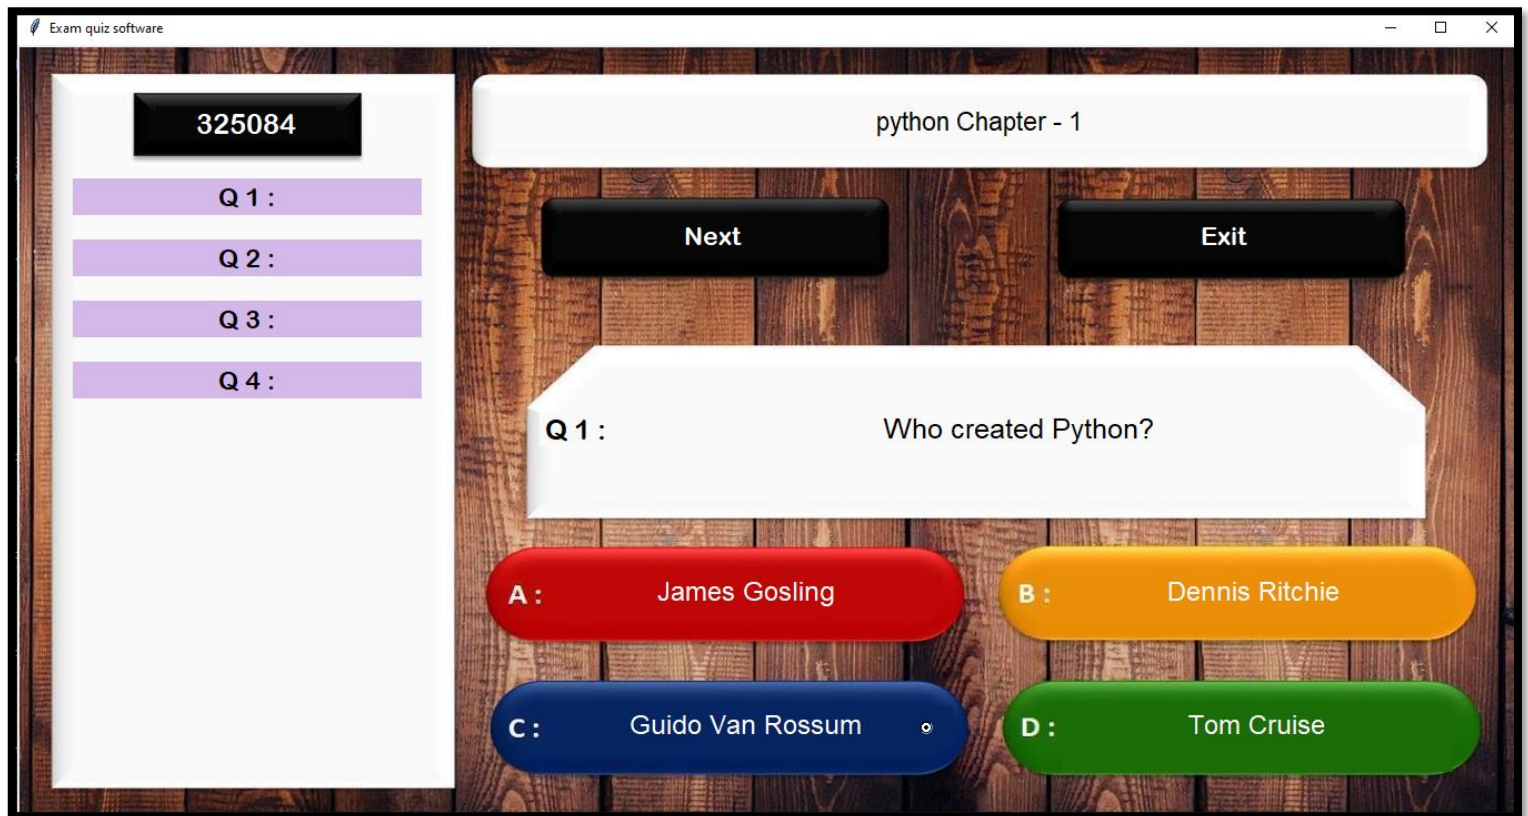 Exam quiz software
325084
Q 1 :
Q 2 :
Q 3 :
Q 4 :
python Chapter - 1
Next
Exit
Q 1 :
Who created Python?
A :
James Gosling
B :
Dennis Ritchie
C :
Guido Van Rossum
D :
Tom Cruise